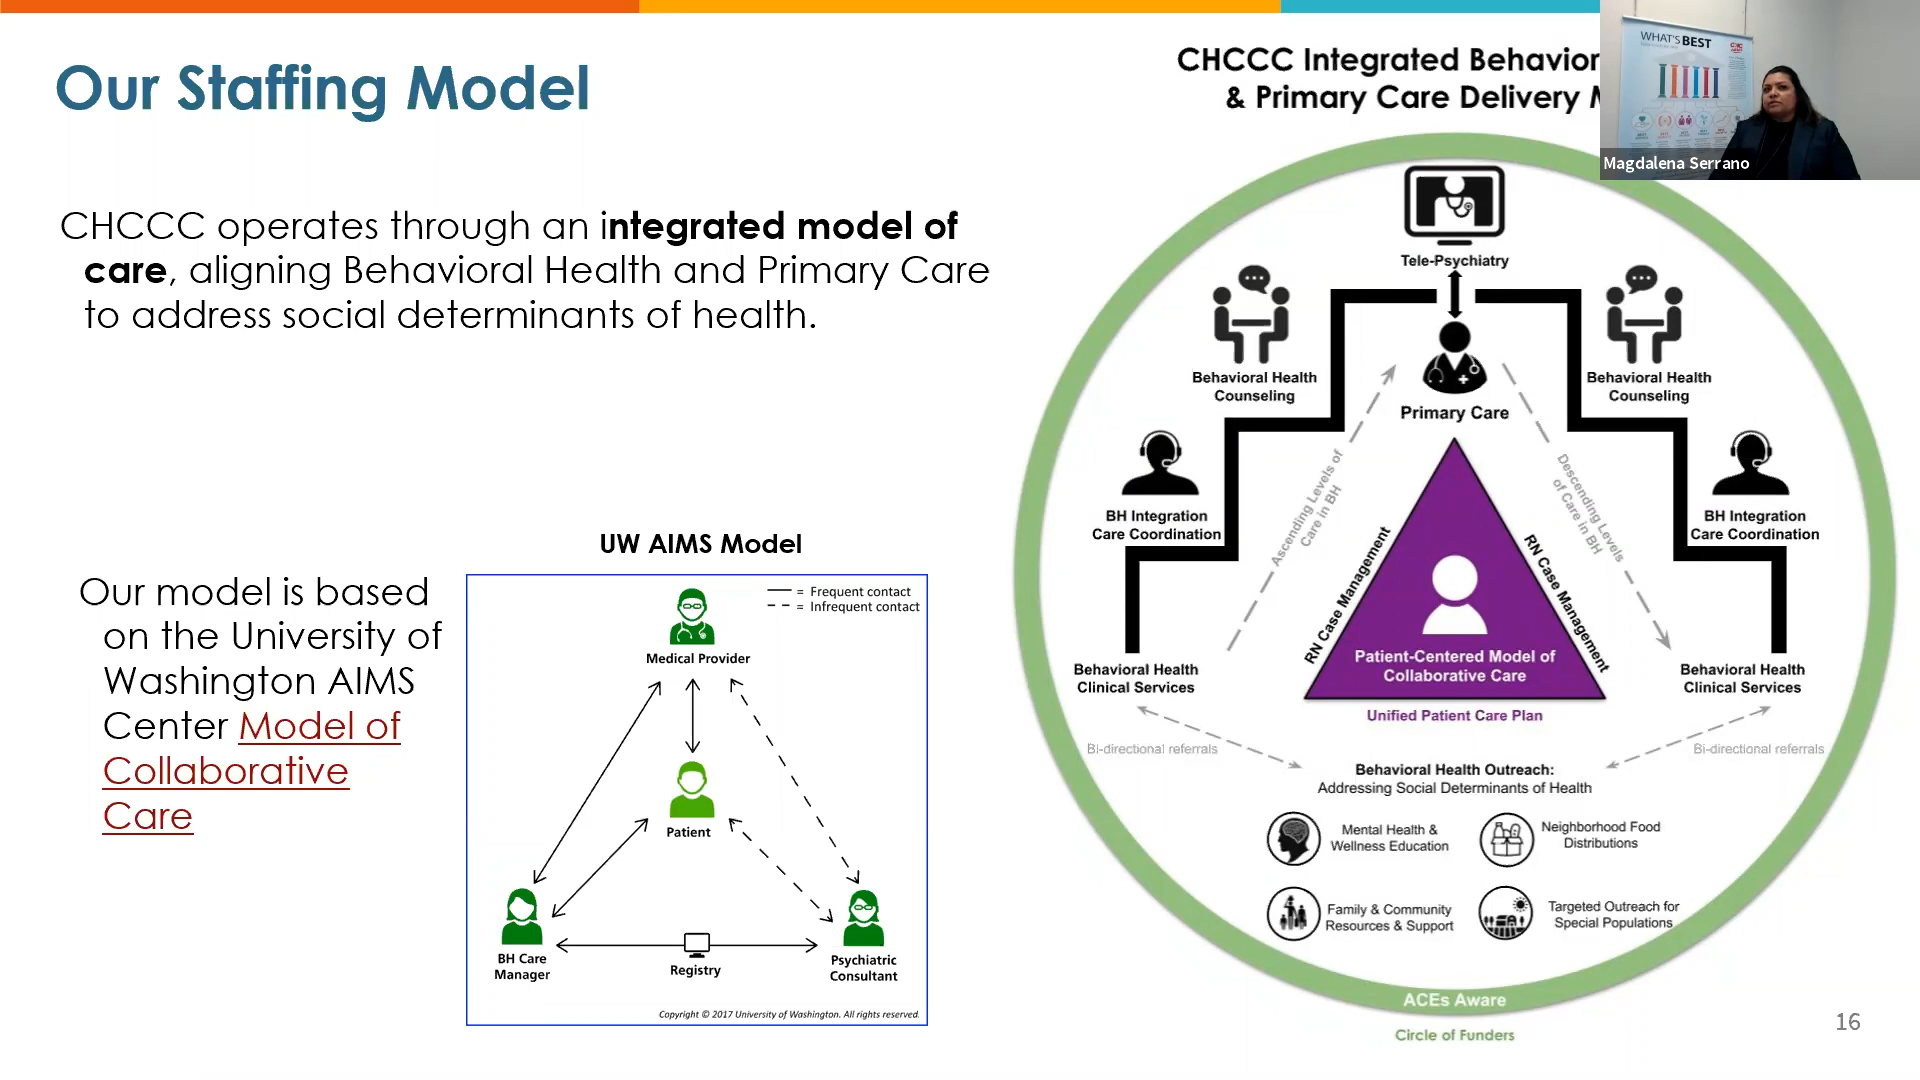 Our Staffing Model
CHCCC operates through an integrated model of
care, aligning Behavioral Health and Primary Care
to address social determinants of health.
Our model is based
on the University of
Washington AIMS
Center Model of
Collaborative
Care
UW AIMS Model
= Frequent contact
= Infrequent contact
Medical Provider
Patient
BH Care
Manager
Registry
Psychiatric
Consultant
Copyright © 2017 University of Washington. All rights reserved.
CHCCC Integrated Behavior
& Primary Care Delivery
WHAT'S BEST
Magdalena Serrano
Tele-Psychiatry
Behavioral Health
Counseling
Behavioral Health
Counseling
Primary Care
BH Integration
Care Coordination
BH Integration
Care Coordination
Ascending Levels of
Care in BH
Descending Levels
of Care in BH
RN Case Management
RN Case Management
Patient-Centered Model of
Collaborative Care
Behavioral Health
Clinical Services
Behavioral Health
Clinical Services
Unified Patient Care Plan
Bi-directional referrals
Bi-directional referrals
Behavioral Health Outreach:
Addressing Social Determinants of Health
Mental Health &
Wellness Education
Neighborhood Food
Distributions
Family & Community
Resources & Support
Targeted Outreach for
Special Populations
ACEs Aware
Circle of Funders
16